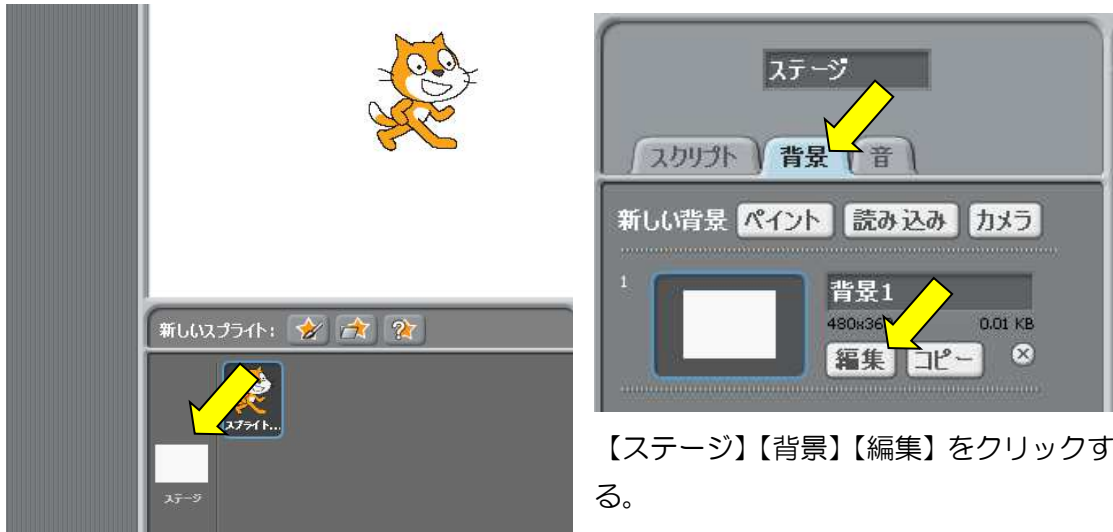 新しいスプライト:
スプライト...
ステージ
ステージ
スクリプト 背景 音
新しい背景 ペイント 読み込み カメラ
1
背景1
480x36 0.01 KB
編集 コピー
【ステージ】【背景】【編集】をクリックす
る。